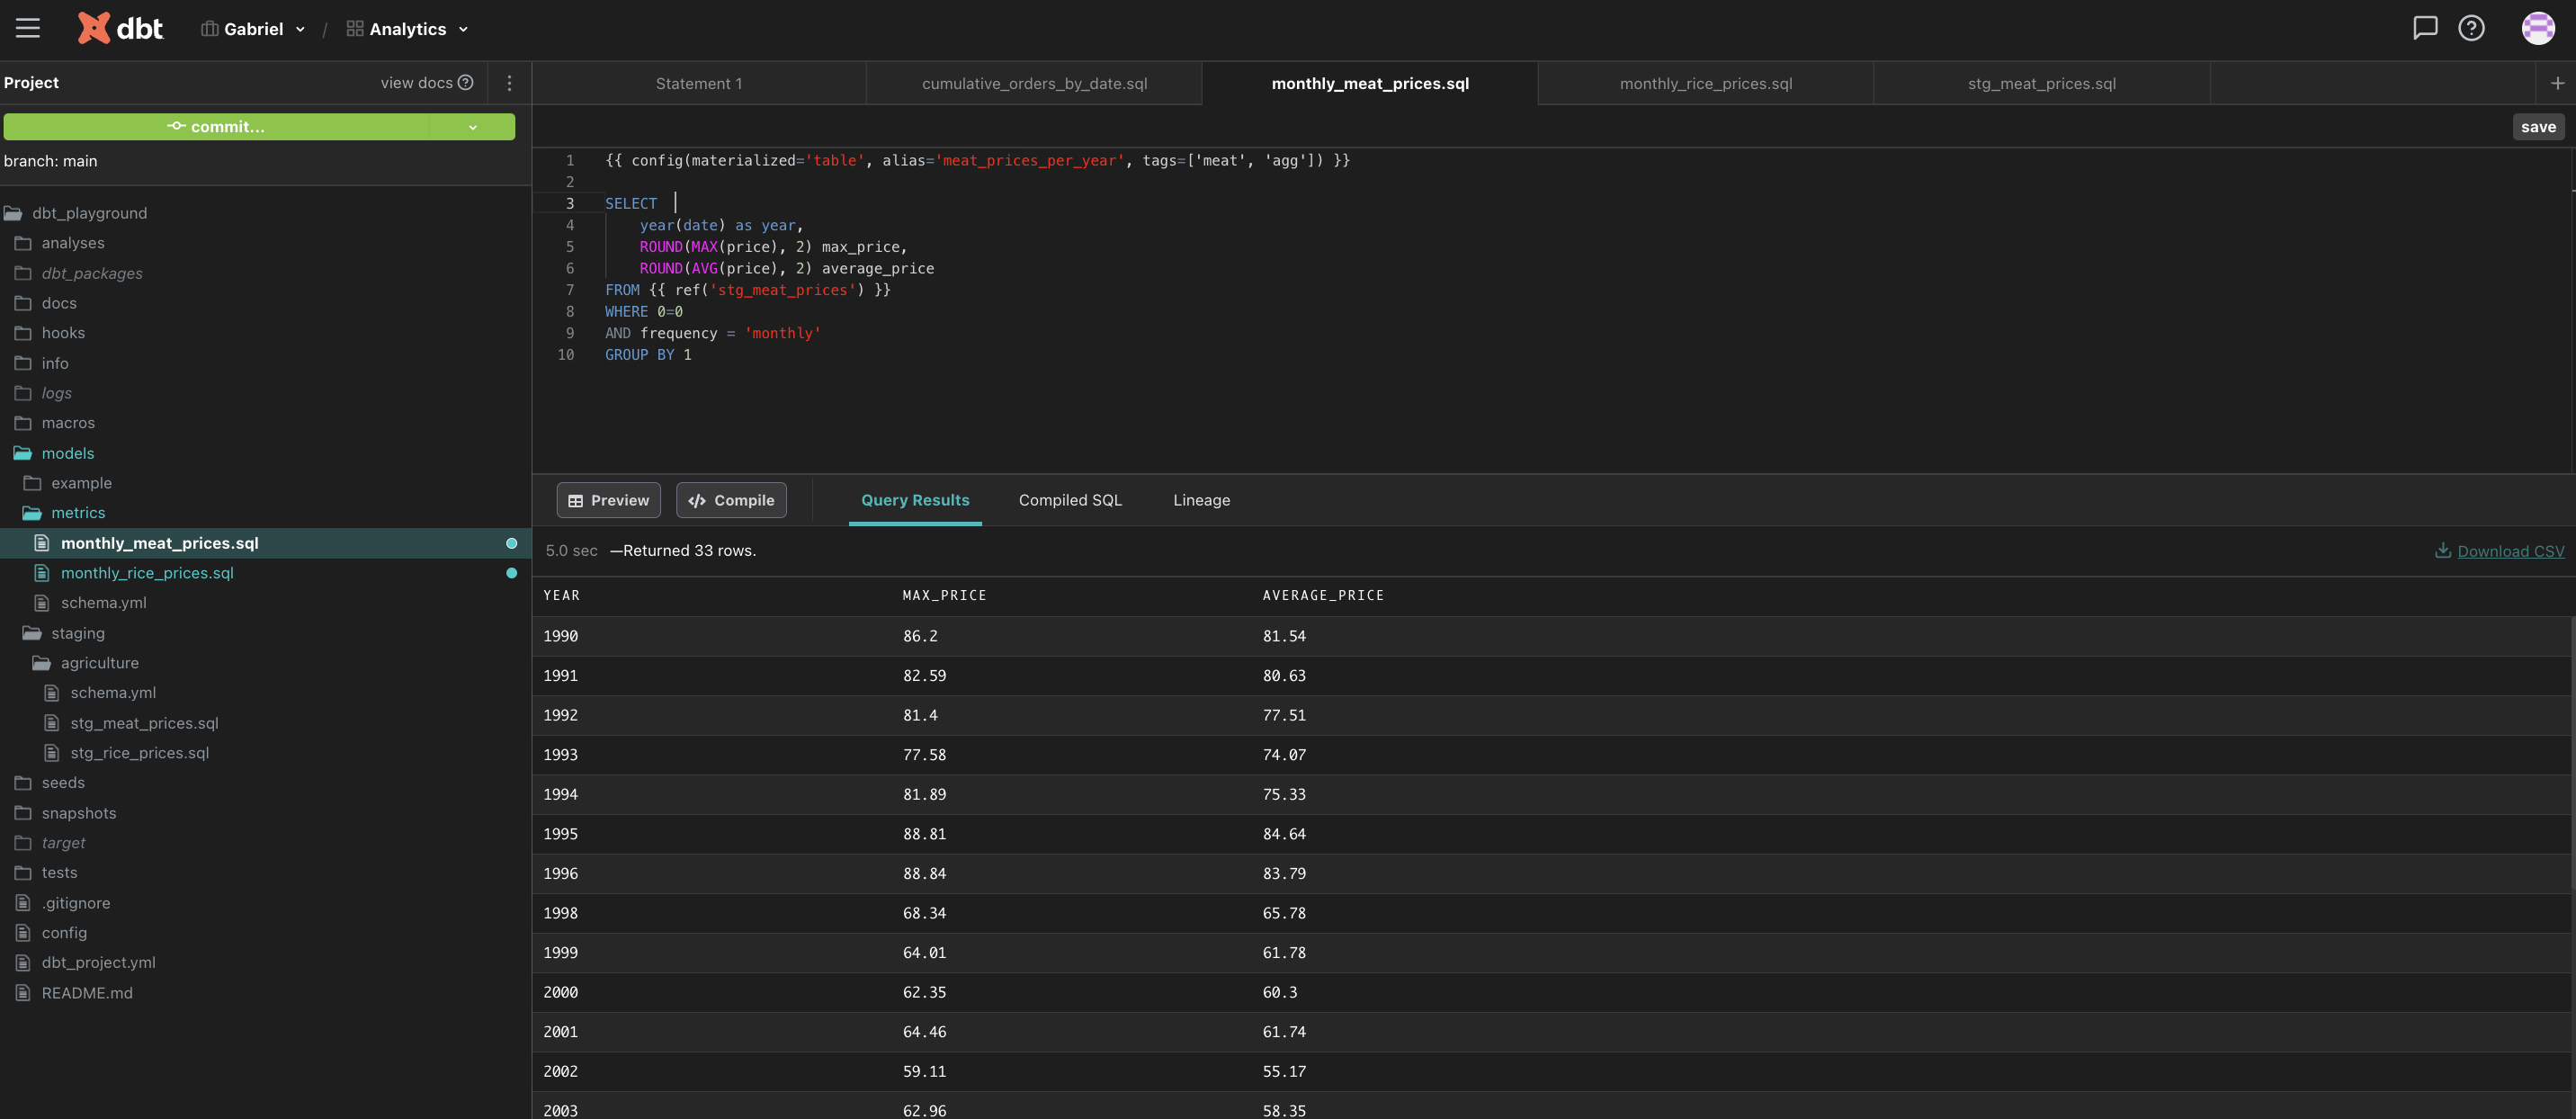 dbt Gabriel / Analytics
Project view docs
Statement 1 cumulative_orders_by_date.sql monthly_meat_prices.sql monthly_rice_prices.sql stg_meat_prices.sql +
commit...
save
branch: main
dbt_playground
analyses
dbt_packages
docs
hooks
info
logs
macros
models
example
metrics
monthly_meat_prices.sql
monthly_rice_prices.sql
schema.yml
staging
agriculture
schema.yml
stg_meat_prices.sql
stg_rice_prices.sql
seeds
snapshots
target
tests
.gitignore
config
dbt_project.yml
README.md
1 {{ config(materialized='table', alias='meat_prices_per_year', tags=['meat', 'agg']) }}
2
3 SELECT
4 year(date) as year,
5 ROUND(MAX(price), 2) max_price,
6 ROUND(AVG(price), 2) average_price
7 FROM {{ ref('stg_meat_prices') }}
8 WHERE 0=0
9 AND frequency = 'monthly'
10 GROUP BY 1
Preview </> Compile Query Results Compiled SQL Lineage
5.0 sec —Returned 33 rows. Download CSV
YEAR MAX_PRICE AVERAGE_PRICE
1990 86.2 81.54
1991 82.59 80.63
1992 81.4 77.51
1993 77.58 74.07
1994 81.89 75.33
1995 88.81 84.64
1996 88.84 83.79
1998 68.34 65.78
1999 64.01 61.78
2000 62.35 60.3
2001 64.46 61.74
2002 59.11 55.17
2003 62.96 58.35